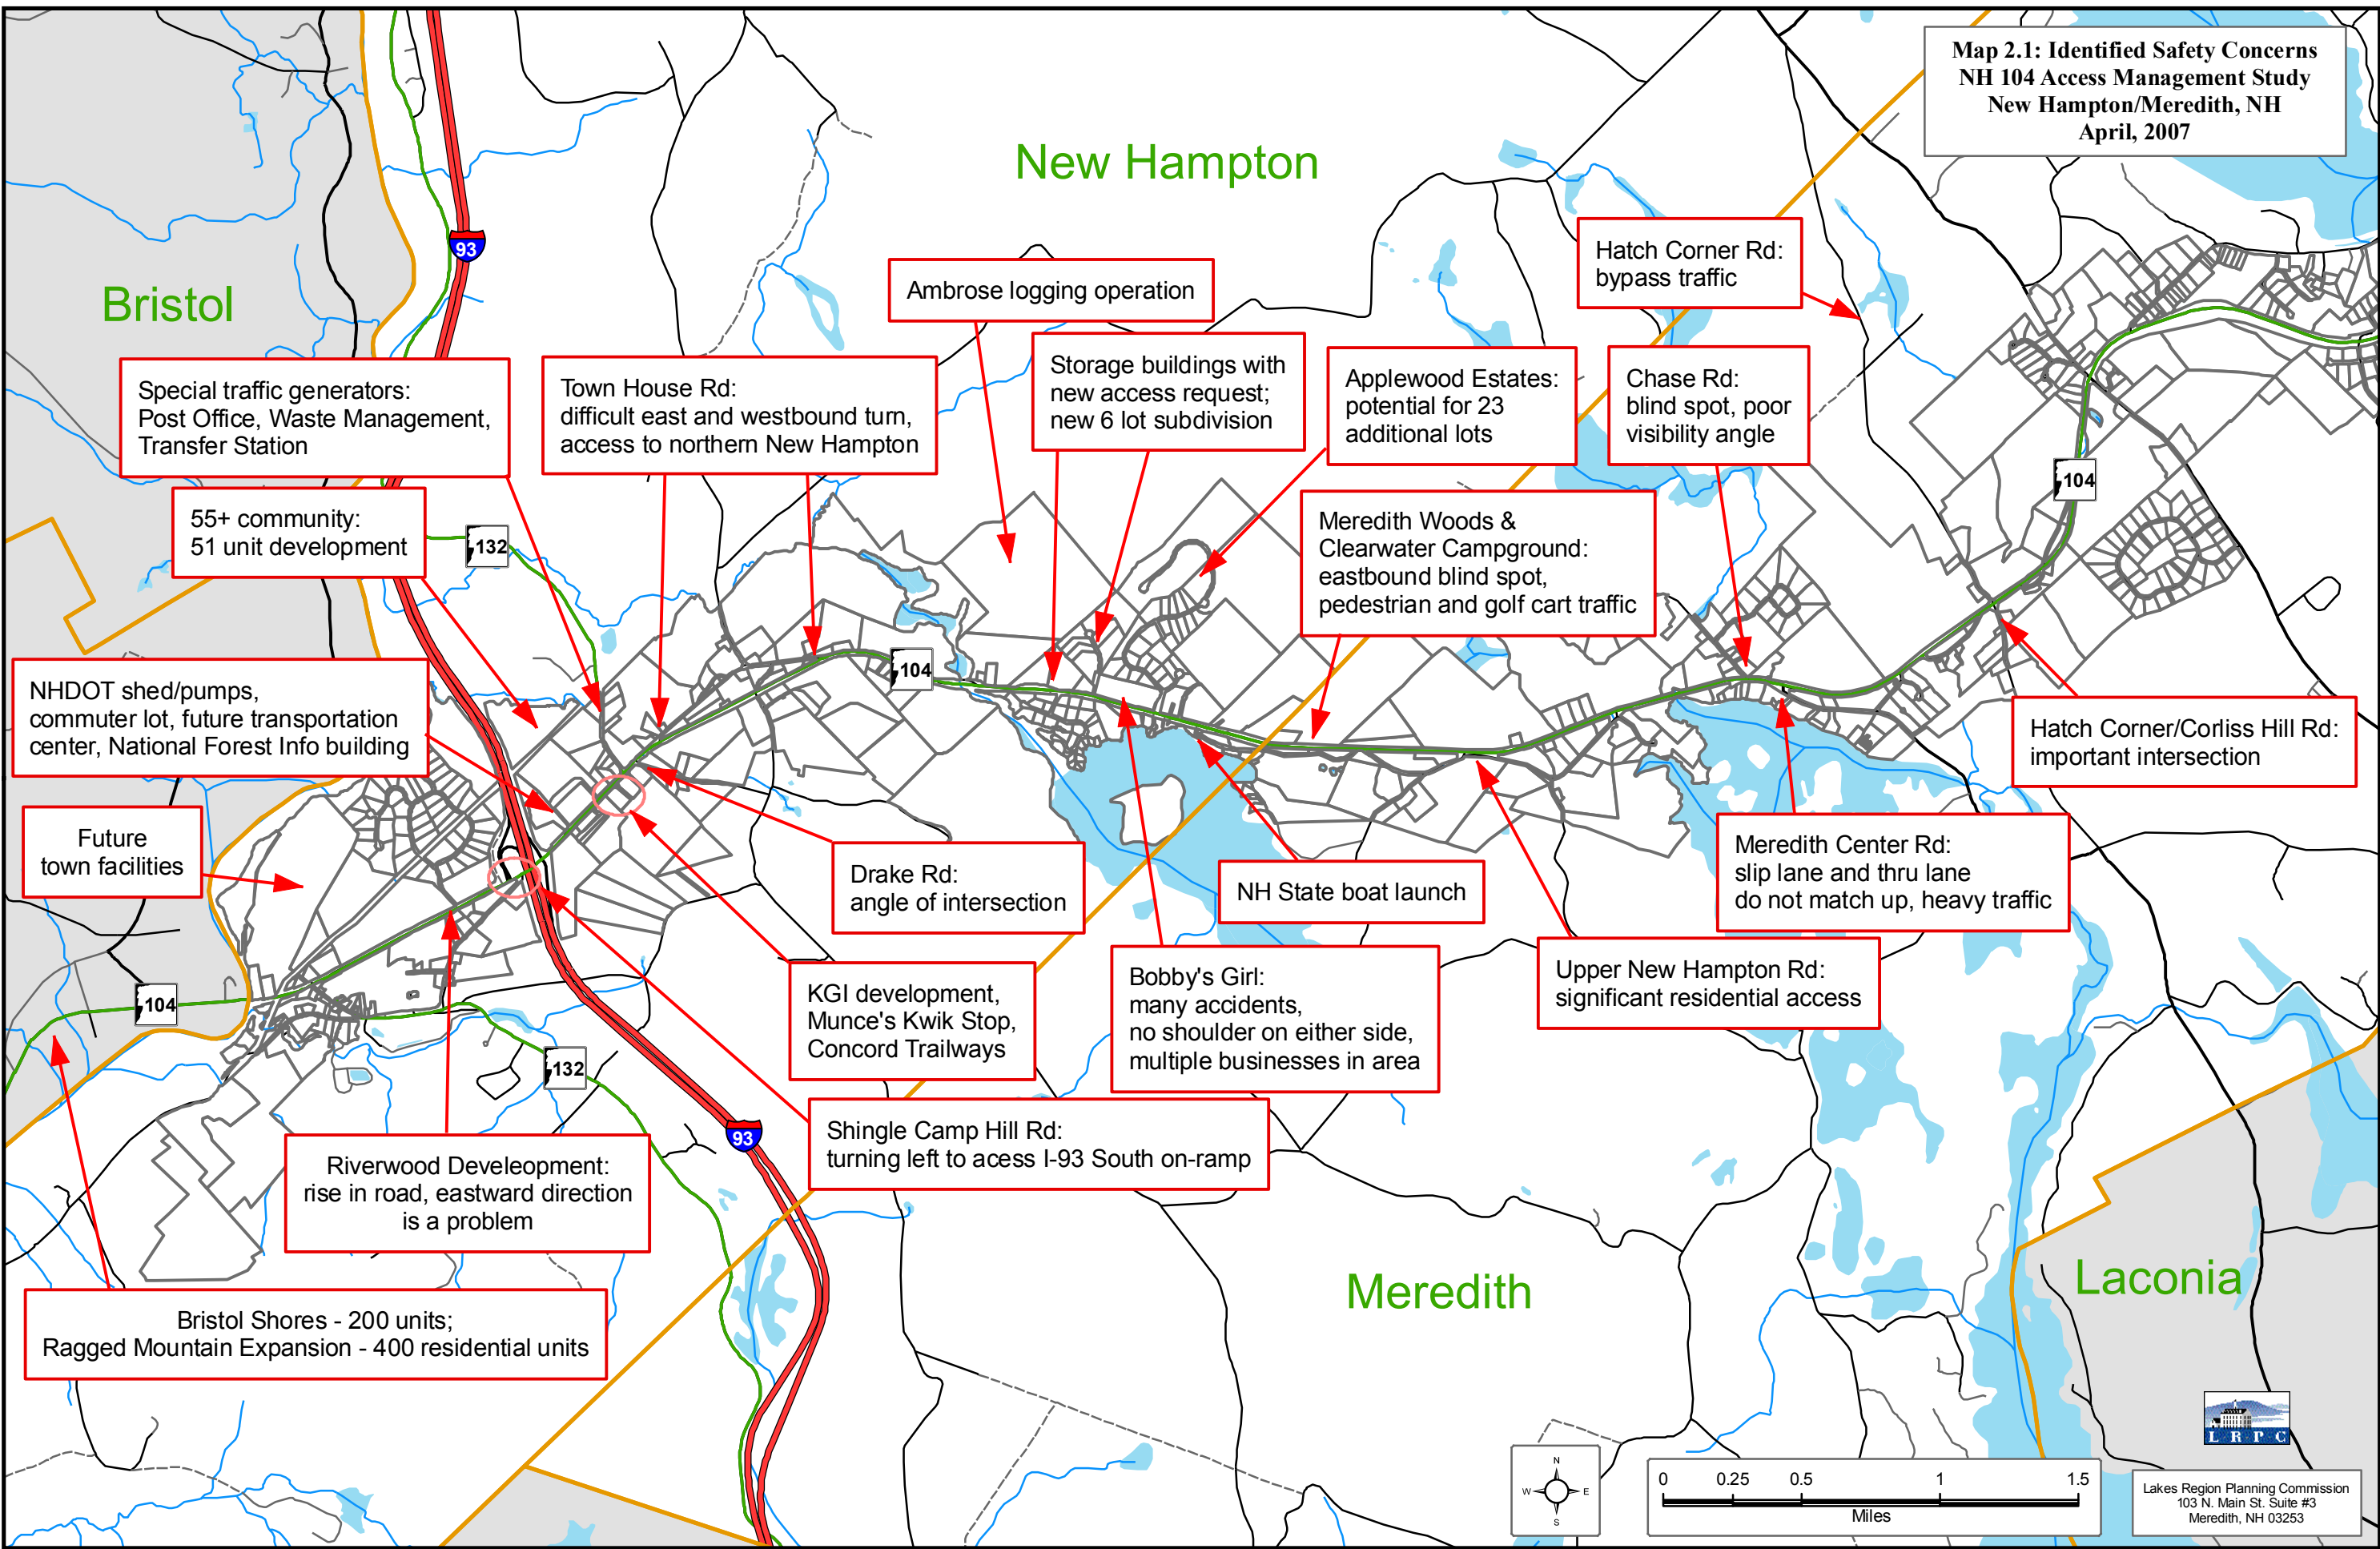 Map 2.1: Identified Safety Concerns
NH 104 Access Management Study
New Hampton/Meredith, NH
April, 2007
New Hampton
93
Bristol
Hatch Corner Rd:
bypass traffic
Ambrose logging operation
Storage buildings with
new access request;
new 6 lot subdivision
Applewood Estates:
potential for 23
additional lots
Chase Rd:
blind spot, poor
visibility angle
Special traffic generators:
Post Office, Waste Management,
Transfer Station
Town House Rd:
difficult east and westbound turn,
access to northern New Hampton
104
55+ community:
51 unit development
132
Meredith Woods &
Clearwater Campground:
eastbound blind spot,
pedestrian and golf cart traffic
104
NHDOT shed/pumps,
commuter lot, future transportation
center, National Forest Info building
Hatch Corner/Corliss Hill Rd:
important intersection
Future
town facilities
Drake Rd:
angle of intersection
NH State boat launch
Meredith Center Rd:
slip lane and thru lane
do not match up, heavy traffic
104
KGI development,
Munce's Kwik Stop,
Concord Trailways
Bobby's Girl:
many accidents,
no shoulder on either side,
multiple businesses in area
Upper New Hampton Rd:
significant residential access
132
93
Shingle Camp Hill Rd:
turning left to acess I-93 South on-ramp
Riverwood Develeopment:
rise in road, eastward direction
is a problem
Bristol Shores - 200 units;
Ragged Mountain Expansion - 400 residential units
Meredith
Laconia
L R P C
N
W E
S
0 0.25 0.5 1 1.5
Miles
Lakes Region Planning Commission
103 N. Main St. Suite #3
Meredith, NH 03253